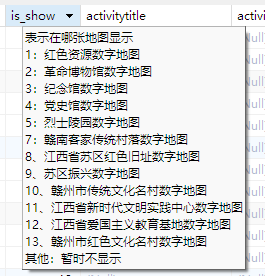 is_show activitytitle activi
表示在哪张地图显示
1：红色资源数字地图
2：革命博物馆数字地图
3：纪念馆数字地图
4：党史馆数字地图
5：烈士陵园数字地图
7：赣南客家传统村落数字地图
8、江西省苏区红色旧址数字地图
9、苏区振兴数字地图
10、赣州市传统文化名村数字地图
11、江西省新时代文明实践中心数字地图
12、江西省爱国主义教育基地数字地图
13、赣州市红色文化名村数字地图
其他：暂时不显示